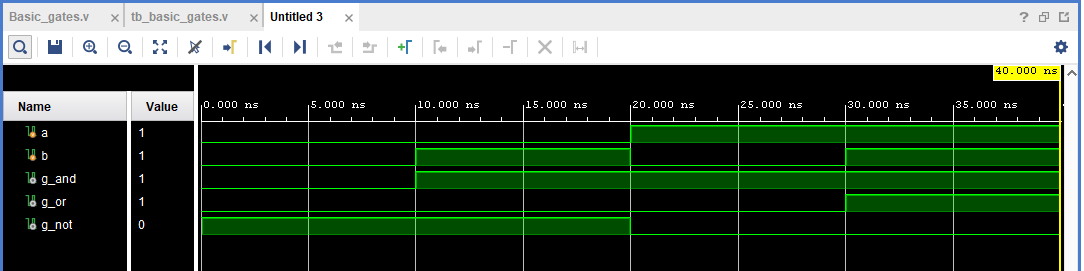 Basic_gates.v × tb_basic_gates.v × Untitled 3 ×
?
40.000 ns
Name Value
0.000 ns 5.000 ns 10.000 ns 15.000 ns 20.000 ns 25.000 ns 30.000 ns 35.000 ns
a 1
b 1
g_and 1
g_or 1
g_not 0